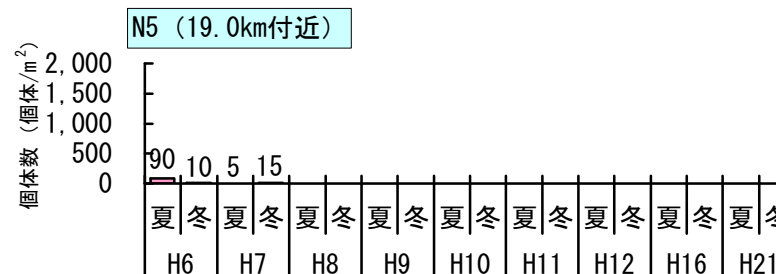 N5 (19.0km付近)
個体数 (個体/m²)
2,000
1,500
1,000
500
0
90 10 5 15
夏 冬 夏 冬 夏 冬 夏 冬 夏 冬 夏 冬 夏 冬 夏 冬 夏 冬
H6 H7 H8 H9 H10 H11 H12 H16 H21